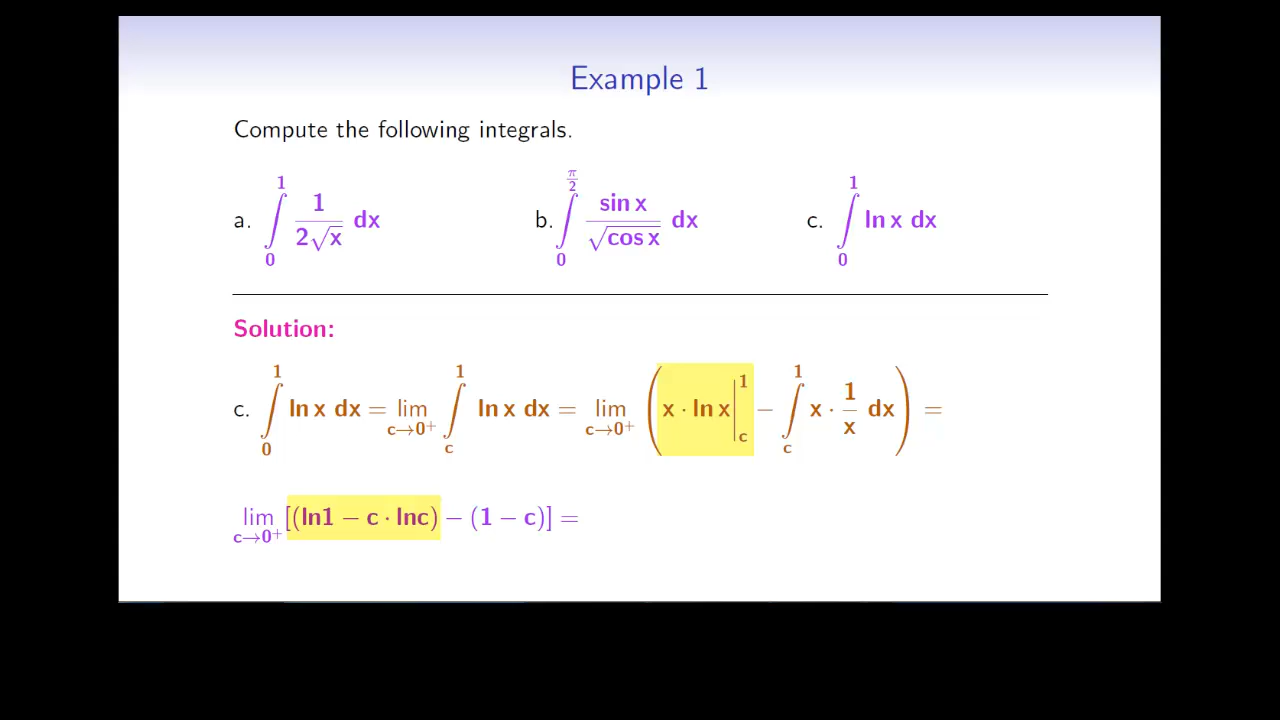 Example 1
Compute the following integrals.
a. ∫₀¹ 1/(2√x) dx b. ∫₀^(π/2) sin x/√(cos x) dx c. ∫₀¹ ln x dx
Solution:
c. ∫₀¹ ln x dx = lim_(c→0⁺) ∫_c¹ ln x dx = lim_(c→0⁺) (x · ln x|_c¹ − ∫_c¹ x · 1/x dx) =
lim_(c→0⁺) [(ln1 − c · lnc) − (1 − c)] =